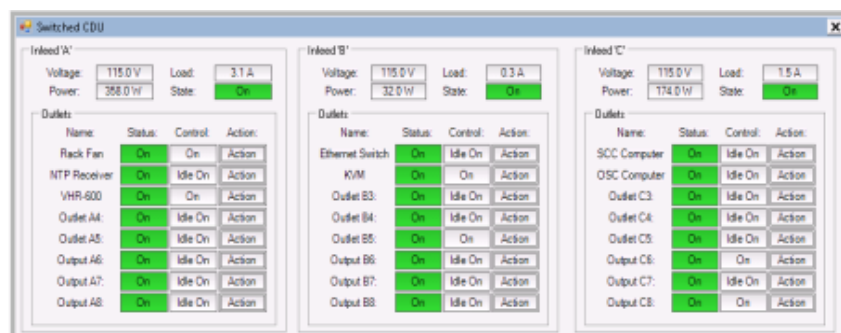 Switched CDU
Infeed 'A'
Voltage: 115.0 V Load: 3.1 A
Power: 358.0 W State: On
Outlets
Name: Status: Control: Action:
Rack Fan On On Action
NTP Receiver On Idle On Action
VHR-600 On On Action
Outlet A4: On Idle On Action
Outlet A5: On Idle On Action
Output A6: On Idle On Action
Output A7: On Idle On Action
Output A8: On Idle On Action
Infeed 'B'
Voltage: 115.0 V Load: 0.3 A
Power: 32.0 W State: On
Outlets
Name: Status: Control: Action:
Ethernet Switch On Idle On Action
KVM On On Action
Outlet B3: On Idle On Action
Outlet B4: On Idle On Action
Outlet B5: On On Action
Output B6: On Idle On Action
Output B7: On Idle On Action
Output B8: On Idle On Action
Infeed 'C'
Voltage: 115.0 V Load: 1.5 A
Power: 174.0 W State: On
Outlets
Name: Status: Control: Action:
SCC Computer On Idle On Action
OSC Computer On Idle On Action
Outlet C3: On Idle On Action
Outlet C4: On Idle On Action
Outlet C5: On Idle On Action
Output C6: On On Action
Output C7: On Idle On Action
Output C8: On On Action